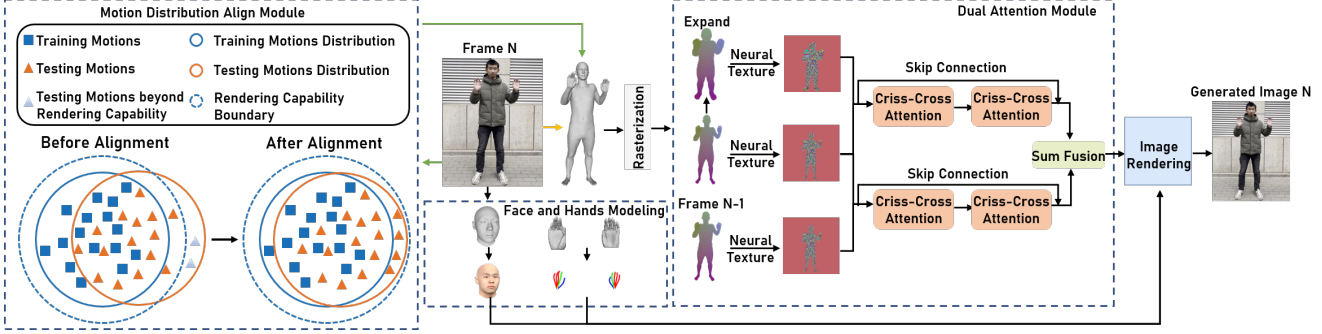 Motion Distribution Align Module
Training Motions
Training Motions Distribution
Testing Motions
Testing Motions Distribution
Testing Motions beyond
Rendering Capability
Rendering Capability
Boundary
Before Alignment
After Alignment
Frame N
Rasterization
Face and Hands Modeling
Dual Attention Module
Expand
Neural
Texture
Neural
Texture
Frame N-1
Neural
Texture
Skip Connection
Criss-Cross
Attention
Criss-Cross
Attention
Sum Fusion
Skip Connection
Criss-Cross
Attention
Criss-Cross
Attention
Image
Rendering
Generated Image N